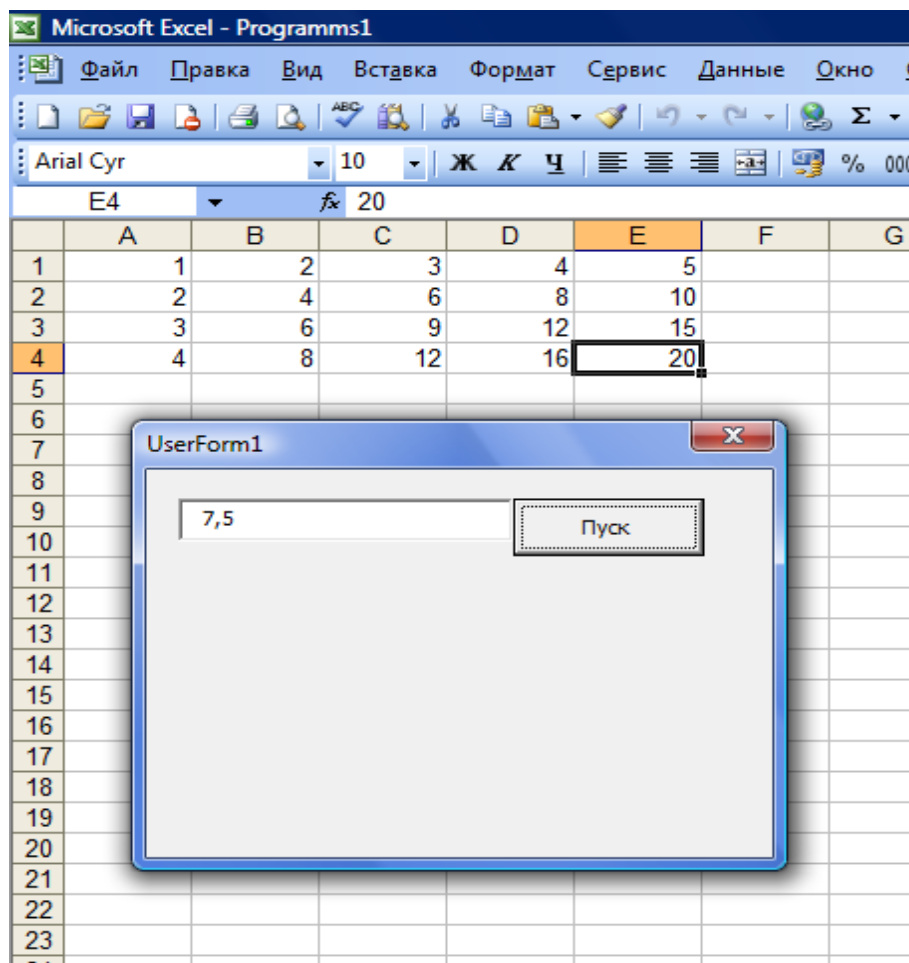 Microsoft Excel - Programms1
Файл Правка Вид Вставка Формат Сервис Данные Окно
ABC Σ
Arial Cyr 10 Ж К Ч a % 000
E4 fx 20
A B C D E F G
1 1 2 3 4 5
2 2 4 6 8 10
3 3 6 9 12 15
4 4 8 12 16 20
5
6
7 UserForm1
8
9 7,5 Пуск
10
11
12
13
14
15
16
17
18
19
20
21
22
23